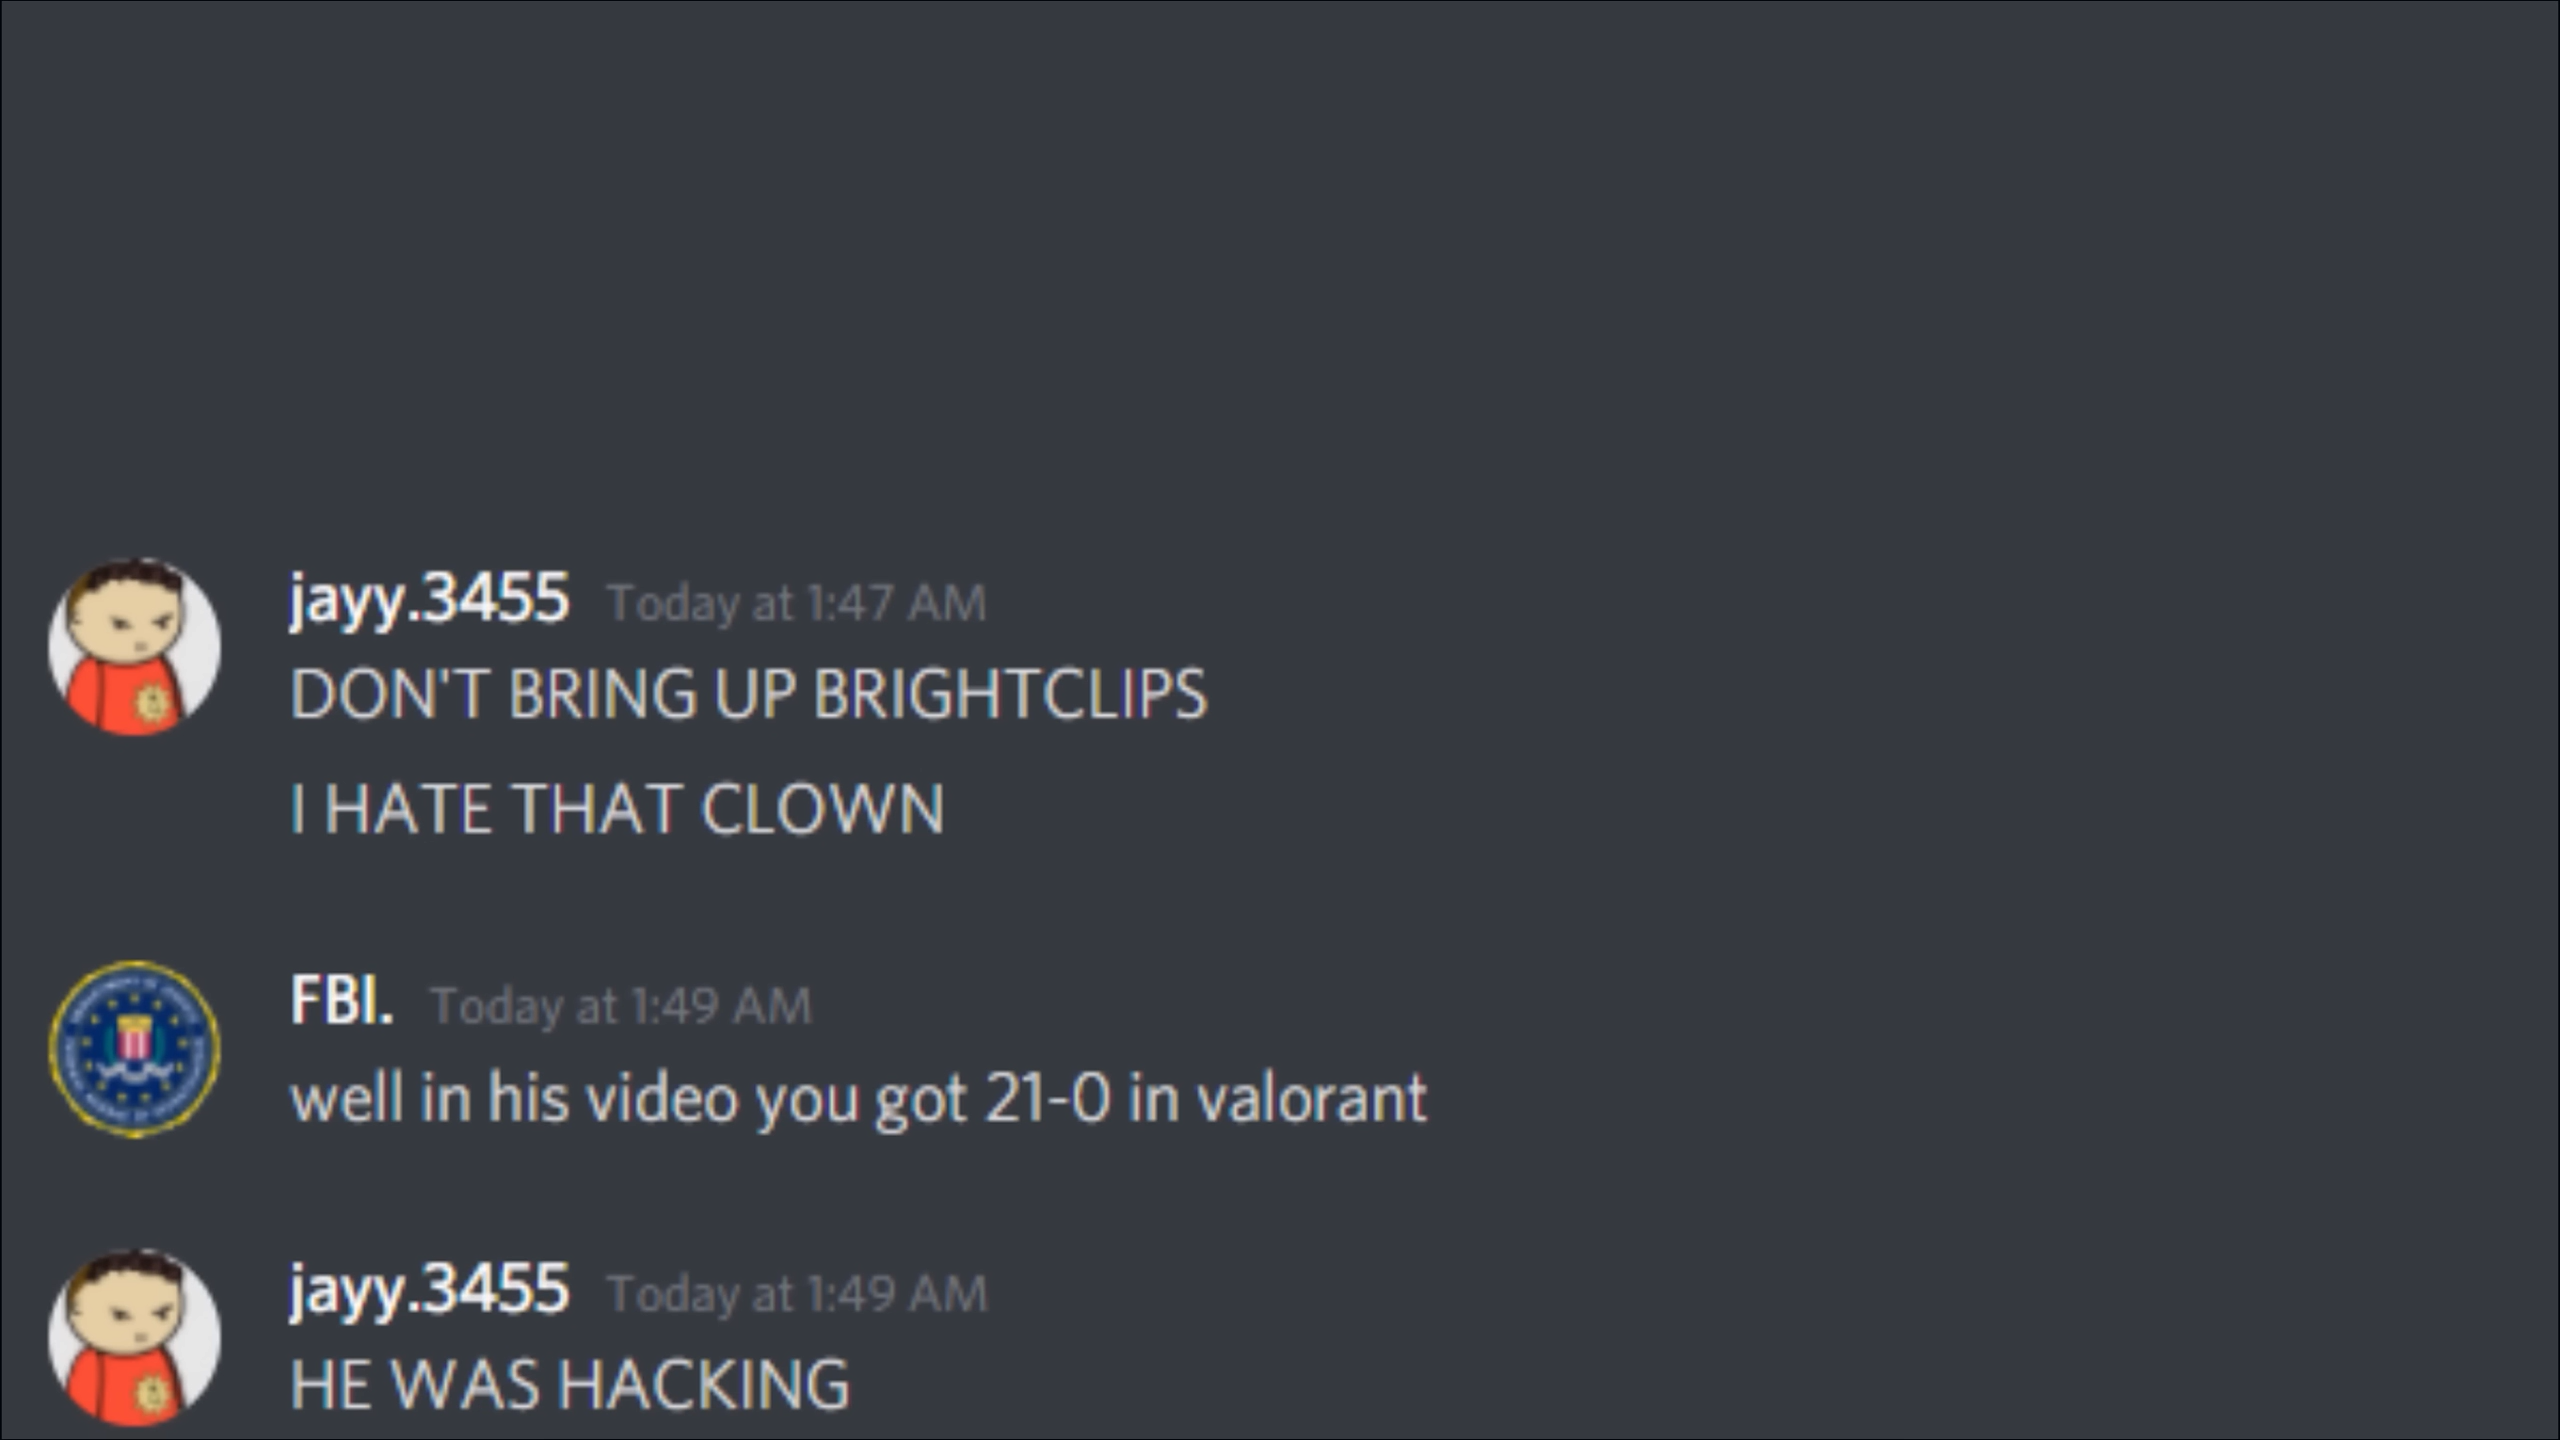 jayy.3455 Today at 1:47 AM
DON'T BRING UP BRIGHTCLIPS
I HATE THAT CLOWN
FBI. Today at 1:49 AM
well in his video you got 21-0 in valorant
jayy.3455 Today at 1:49 AM
HE WAS HACKING